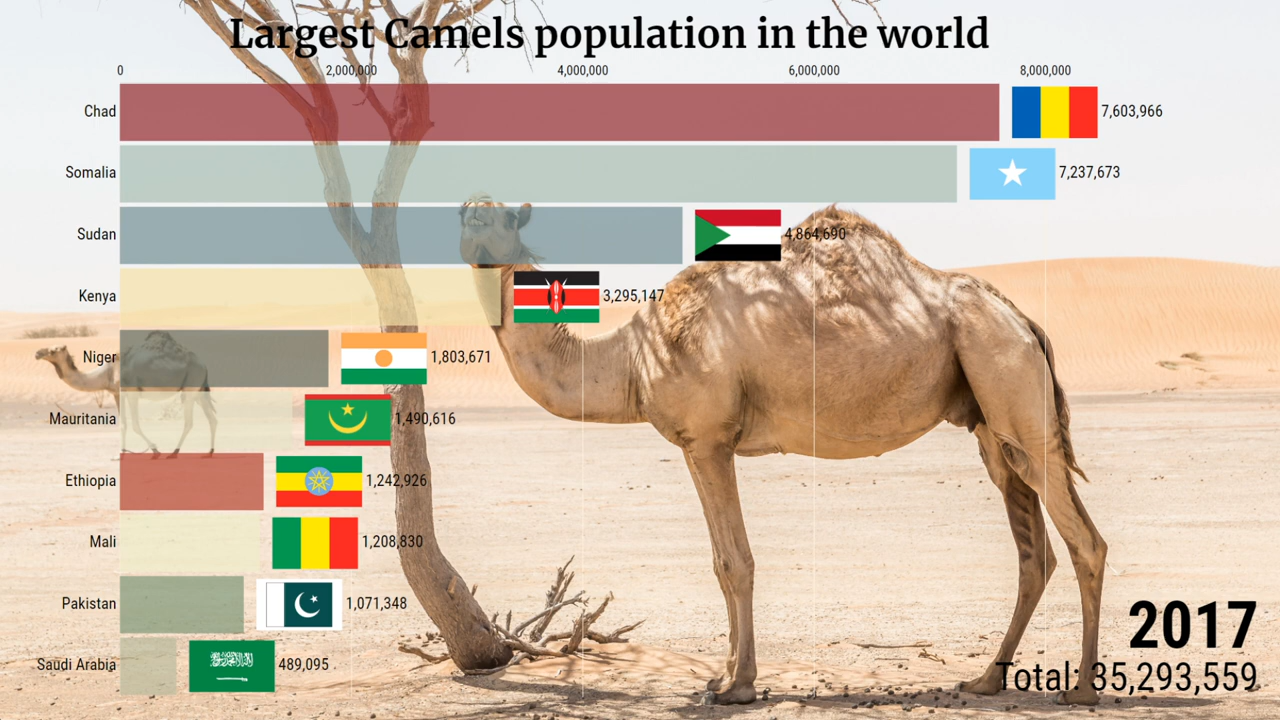 Largest Camels population in the world
0 2,000,000 4,000,000 6,000,000 8,000,000
Chad 7,603,966
Somalia 7,237,673
Sudan 4,864,690
Kenya 3,295,147
Niger 1,803,671
Mauritania 1,490,616
Ethiopia 1,242,926
Mali 1,208,830
Pakistan 1,071,348
Saudi Arabia 489,095
2017
Total: 35,293,559